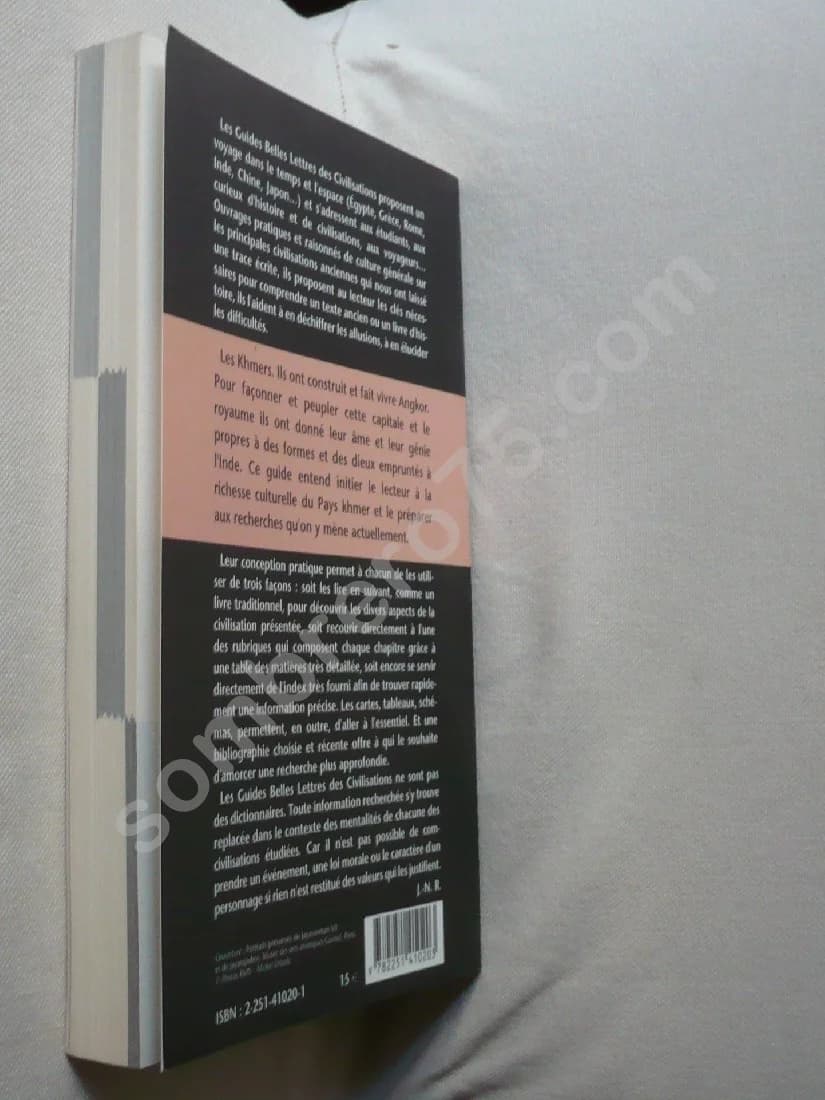 Les Guides Belles Lettres des Civilisations proposent un
voyage dans le temps et l'espace (Égypte, Grèce, Rome,
Inde, Chine, Japon...) et s'adressent aux étudiants, aux
curieux d'histoire et de civilisations, aux voyageurs...
Ouvrages pratiques et raisonnés de culture générale sur
les principales civilisations anciennes qui nous ont laissé
une trace écrite, ils proposent au lecteur les clés néces-
saires pour comprendre un texte ancien ou un livre d'his-
toire, ils l'aident à en déchiffrer les allusions, à en élucider
les difficultés.
Les Khmers. Ils ont construit et fait vivre Angkor.
Pour façonner et peupler cette capitale et le
royaume ils ont donné leur âme et leur génie
propres à des formes et des dieux empruntés à
l'Inde. Ce guide entend initier le lecteur à la
richesse culturelle du Pays khmer et le préparer
aux recherches qu'on y mène actuellement.
Leur conception pratique permet à chacun de les utili-
ser de trois façons : soit les lire en suivant, comme un
livre traditionnel, pour découvrir les divers aspects de la
civilisation présentée, soit recourir directement à l'une
des rubriques qui composent chaque chapitre grâce à
une table des matières très détaillée, soit encore se servir
directement de l'index très fourni afin de trouver rapide-
ment une information précise. Les cartes, tableaux, sché-
mas, permettent, en outre, d'aller à l'essentiel. Et une
bibliographie choisie et récente offre à qui le souhaite
d'amorcer une recherche plus approfondie.
Les Guides Belles Lettres des Civilisations ne sont pas
des dictionnaires. Toute information recherchée s'y trouve
replacée dans le contexte des mentalités de chacune des
civilisations étudiées. Car il n'est pas possible de com-
prendre un événement, une loi morale ou le caractère d'un
personnage si rien n'est restitué des valeurs qui les justifient.
J.-N. R.
Couverture : Portraits présumés de Jayavarman VII
ISBN : 2-251-41020-1
15 €
9 782251 410203
sombrero75.com